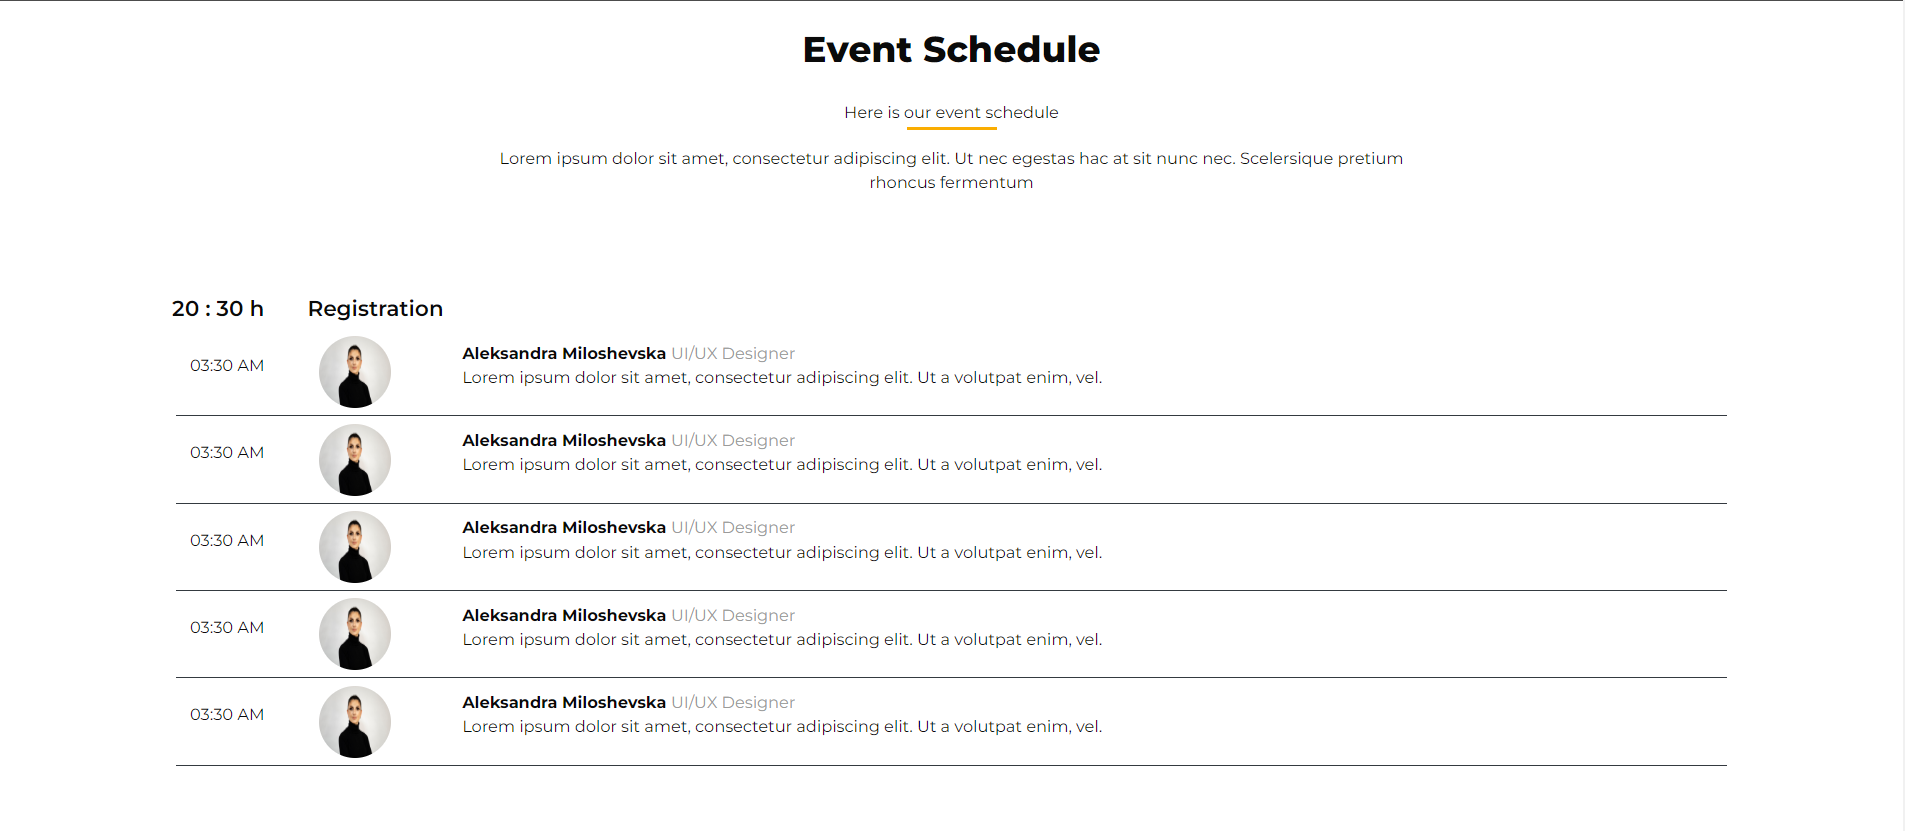 Event Schedule
Here is our event schedule
Lorem ipsum dolor sit amet, consectetur adipiscing elit. Ut nec egestas hac at sit nunc nec. Scelersique pretium
rhoncus fermentum
20 : 30 h Registration
03:30 AM
Aleksandra Miloshevska UI/UX Designer
Lorem ipsum dolor sit amet, consectetur adipiscing elit. Ut a volutpat enim, vel.
03:30 AM
Aleksandra Miloshevska UI/UX Designer
Lorem ipsum dolor sit amet, consectetur adipiscing elit. Ut a volutpat enim, vel.
03:30 AM
Aleksandra Miloshevska UI/UX Designer
Lorem ipsum dolor sit amet, consectetur adipiscing elit. Ut a volutpat enim, vel.
03:30 AM
Aleksandra Miloshevska UI/UX Designer
Lorem ipsum dolor sit amet, consectetur adipiscing elit. Ut a volutpat enim, vel.
03:30 AM
Aleksandra Miloshevska UI/UX Designer
Lorem ipsum dolor sit amet, consectetur adipiscing elit. Ut a volutpat enim, vel.